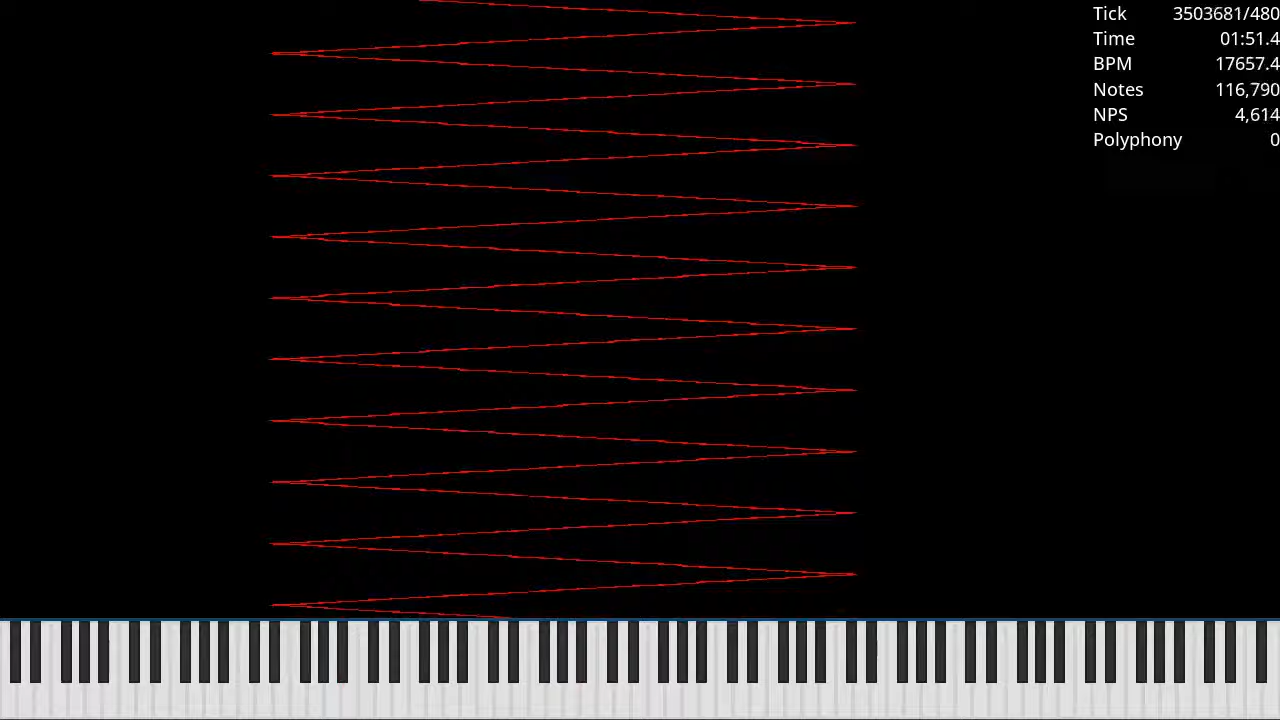 Tick 3503681/480
Time 01:51.4
BPM 17657.4
Notes 116,790
NPS 4,614
Polyphony 0